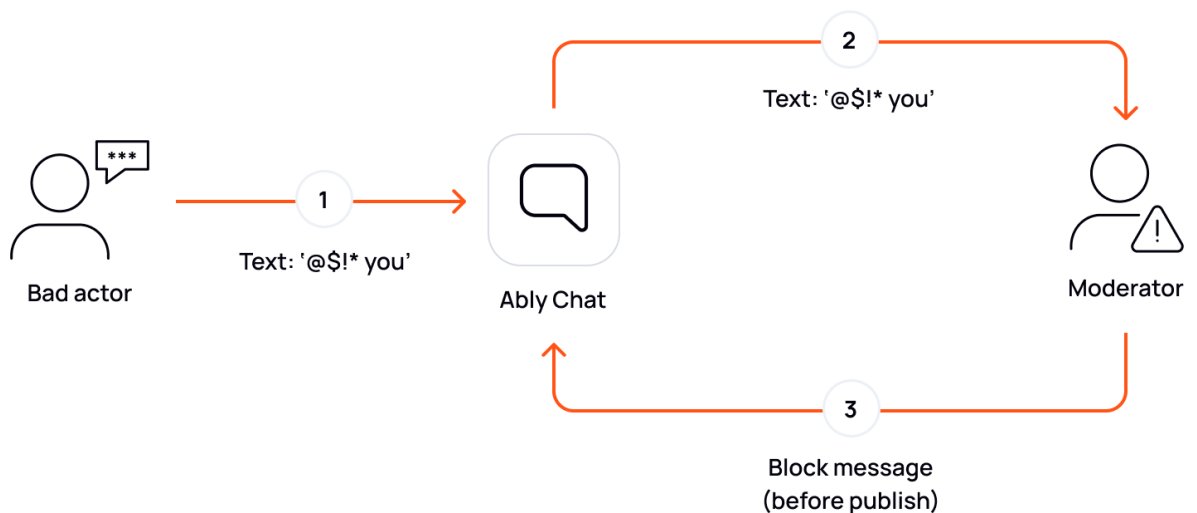 2
Text: ‘@$!* you’
***
1
Text: ‘@$!* you’
Bad actor
Ably Chat
!
Moderator
3
Block message
(before publish)